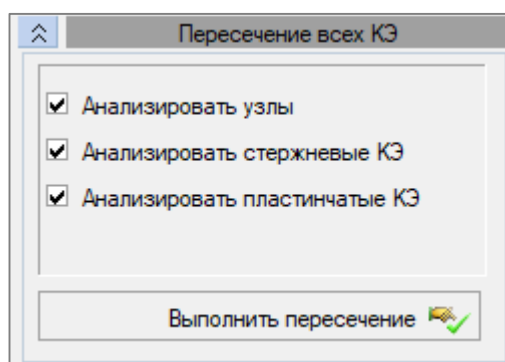 Пересечение всех КЭ
Анализировать узлы
Анализировать стержневые КЭ
Анализировать пластинчатые КЭ
Выполнить пересечение